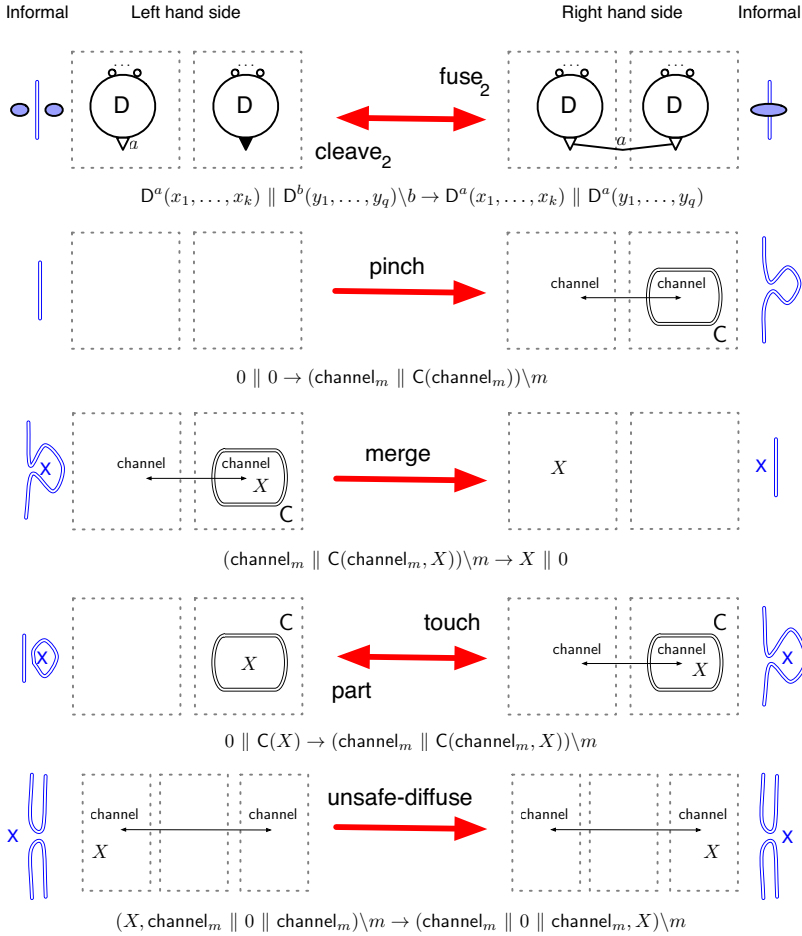 Informal Left hand side Right hand side Informal
... ... ... ...
D D fuse₂ D D
a cleave₂ a
Dᵃ(x₁, . . . , xₖ) ∥ Dᵇ(y₁, . . . , y_q)\b → Dᵃ(x₁, . . . , xₖ) ∥ Dᵃ(y₁, . . . , y_q)
pinch
channel channel
C
0 ∥ 0 → (channelₘ ∥ C(channelₘ))\m
X channel channel merge X X
X
C
(channelₘ ∥ C(channelₘ, X))\m → X ∥ 0
C touch C
X X channel channel X
X
part
0 ∥ C(X) → (channelₘ ∥ C(channelₘ, X))\m
unsafe-diffuse
channel channel channel channel
X X X X
(X, channelₘ ∥ 0 ∥ channelₘ)\m → (channelₘ ∥ 0 ∥ channelₘ, X)\m